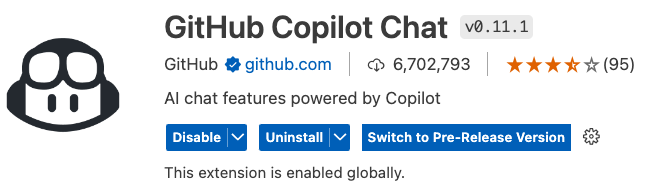 GitHub Copilot Chat v0.11.1
GitHub github.com 6,702,793 (95)
AI chat features powered by Copilot
Disable Uninstall Switch to Pre-Release Version
This extension is enabled globally.